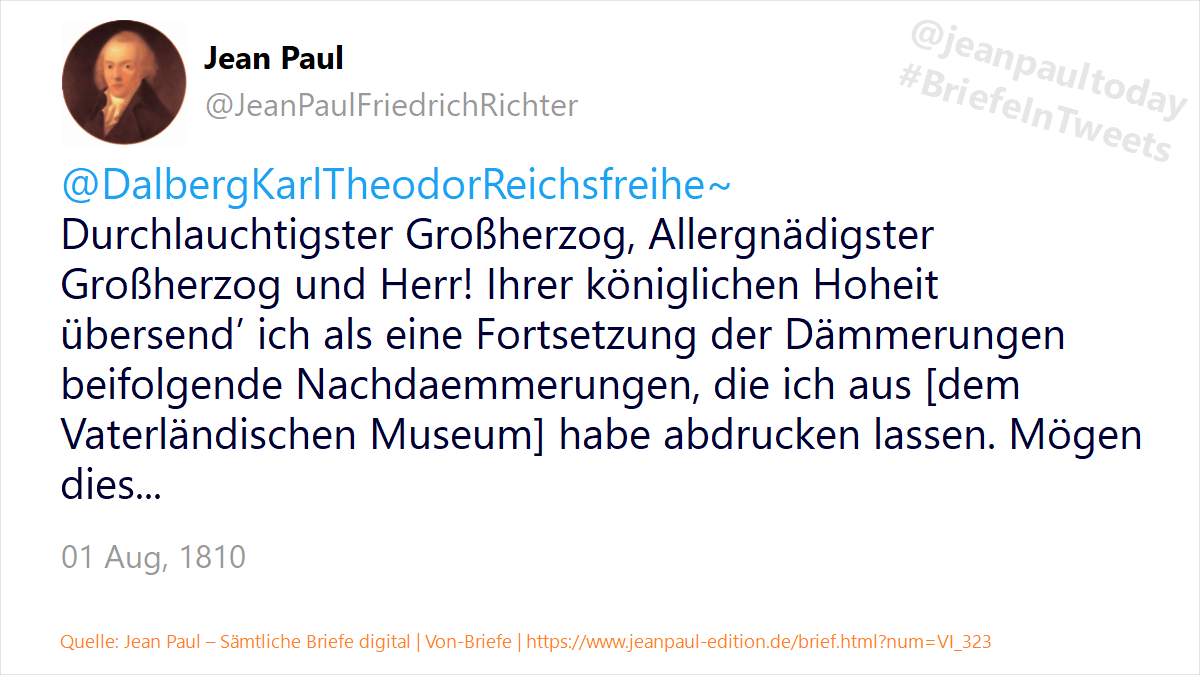 Jean Paul
@JeanPaulFriedrichRichter
@jeanpaultoday
#BriefeInTweets
@DalbergKarlTheodorReichsfreihe~
Durchlauchtigster Großherzog, Allergnädigster
Großherzog und Herr! Ihrer königlichen Hoheit
übersend’ ich als eine Fortsetzung der Dämmerungen
beifolgende Nachdaemmerungen, die ich aus [dem
Vaterländischen Museum] habe abdrucken lassen. Mögen
dies...
01 Aug, 1810
Quelle: Jean Paul – Sämtliche Briefe digital | Von-Briefe | https://www.jeanpaul-edition.de/brief.html?num=VI_323